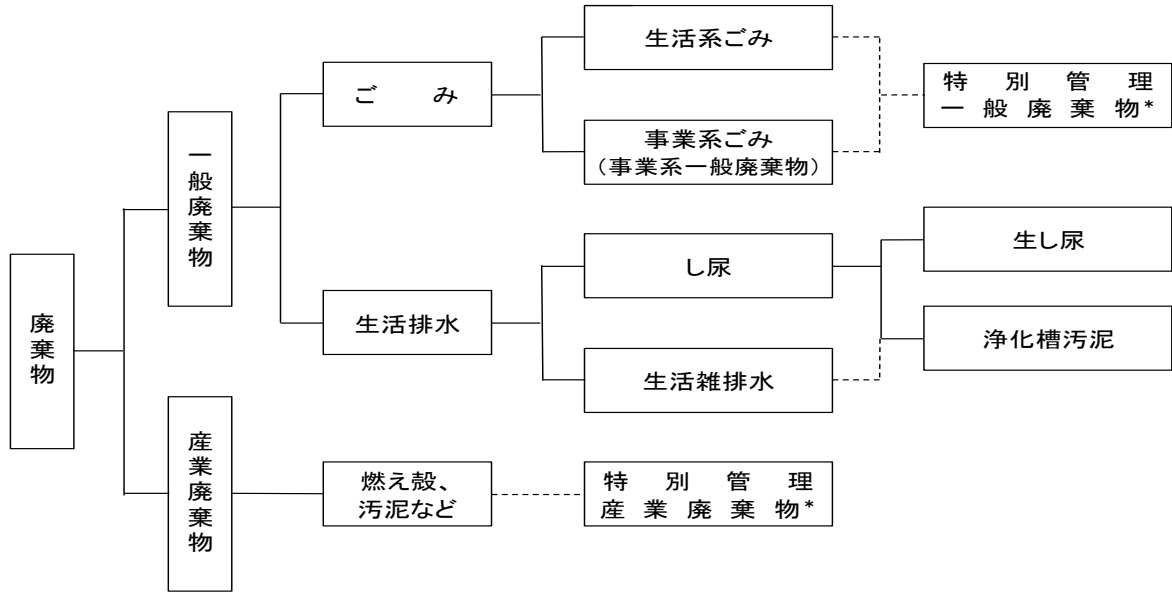 廃棄物
一般廃棄物
産業廃棄物
ご み
生活排水
燃え殻、
汚泥など
生活系ごみ
事業系ごみ
（事業系一般廃棄物）
し尿
生活雑排水
特別管理
産業廃棄物*
特別管理
一般廃棄物*
生し尿
浄化槽汚泥